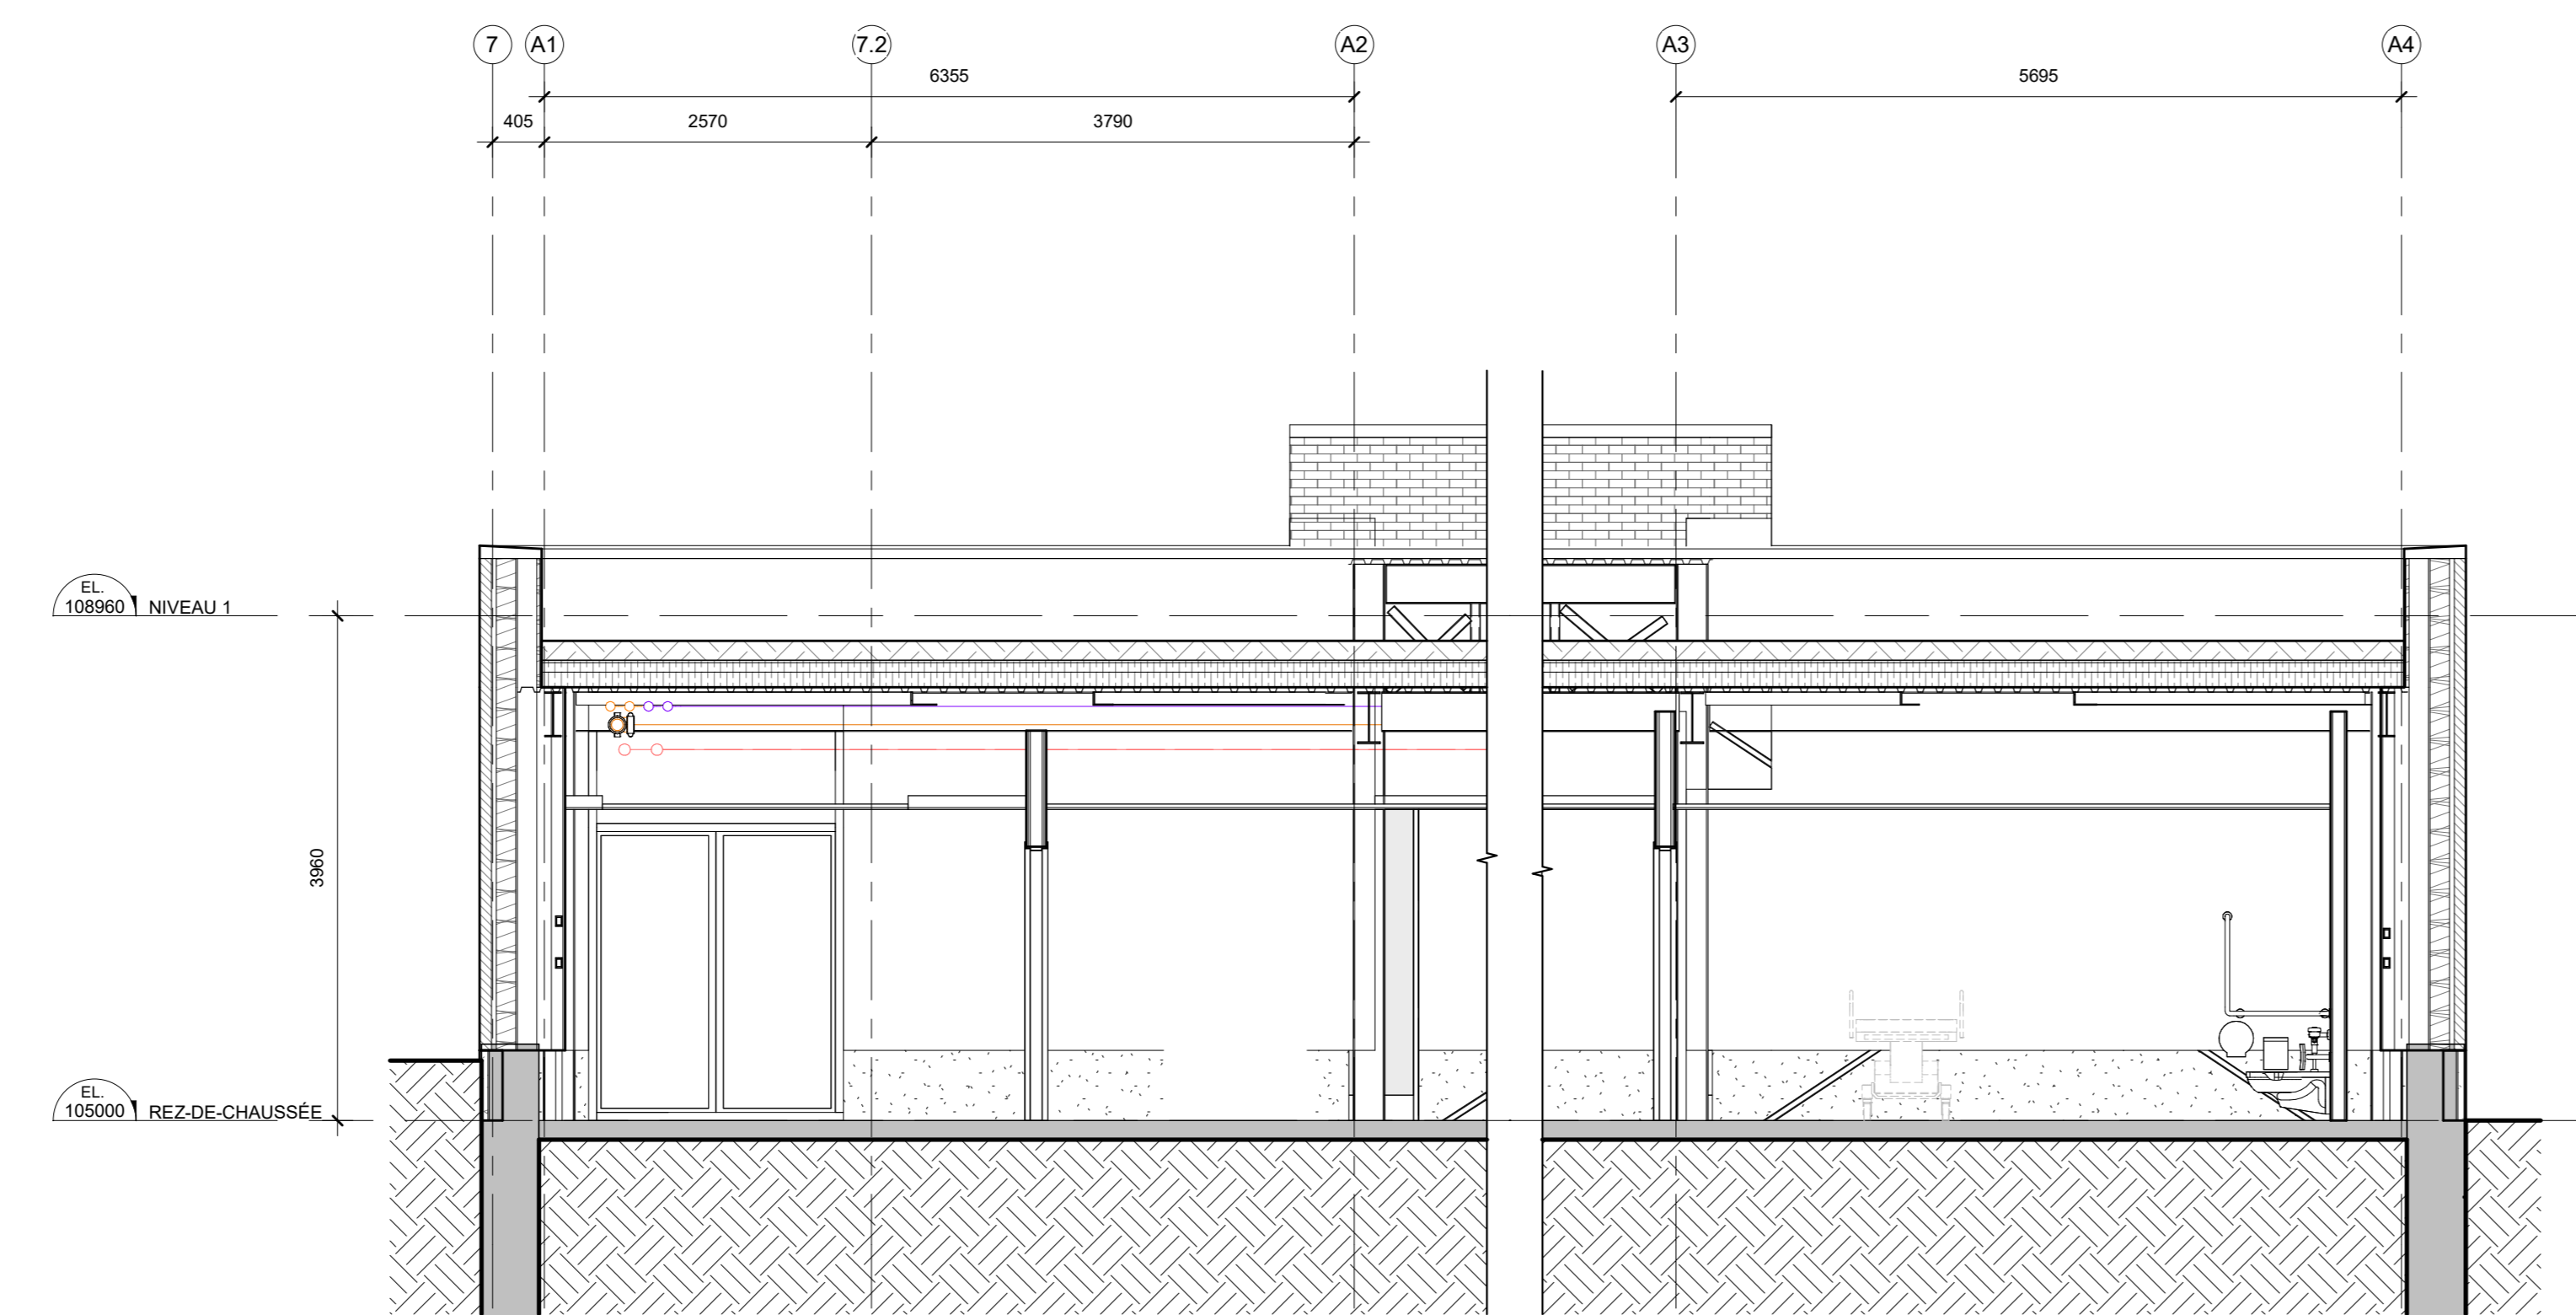 7 A1 7.2 A2 A3 A4
6355 5695
405 2570 3790
EL.
108960 NIVEAU 1
3960
EL.
105000 REZ-DE-CHAUSSÉE